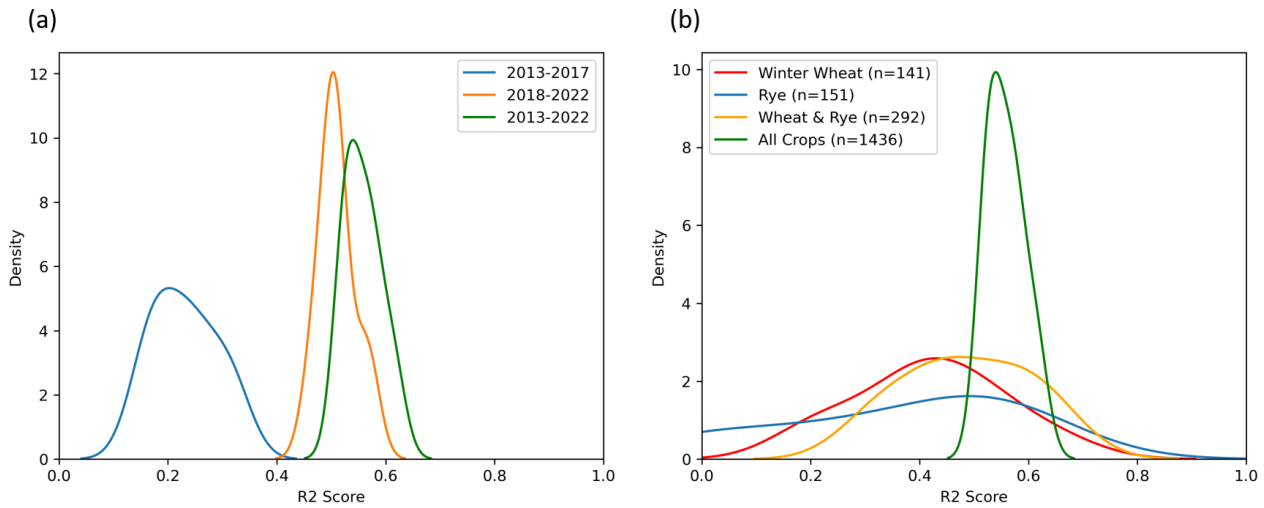 (a)
12
10
8
6
4
2
0
Density
0.0 0.2 0.4 0.6 0.8 1.0
R2 Score
2013-2017
2018-2022
2013-2022
(b)
10
8
6
4
2
0
Density
0.0 0.2 0.4 0.6 0.8 1.0
R2 Score
Winter Wheat (n=141)
Rye (n=151)
Wheat & Rye (n=292)
All Crops (n=1436)